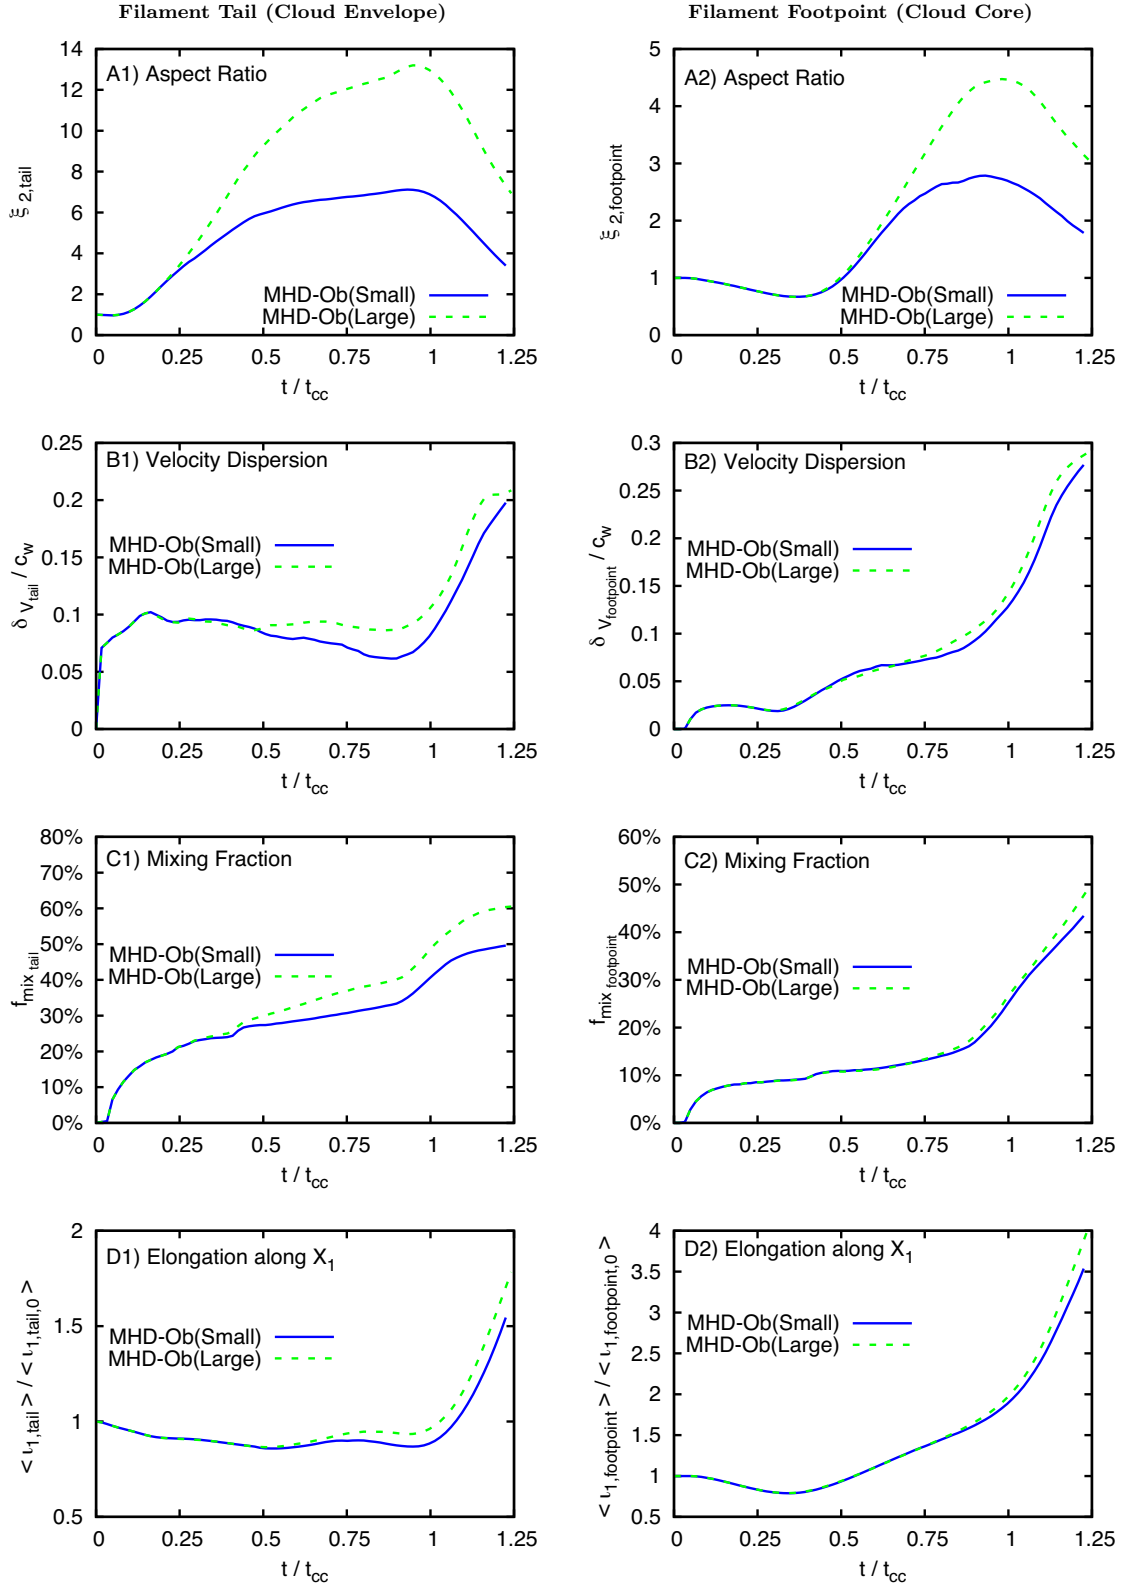 Filament Tail (Cloud Envelope)
Filament Footpoint (Cloud Core)
A1) Aspect Ratio
ξ 2,tail
14
12
10
8
6
4
2
0
MHD-Ob(Small)
MHD-Ob(Large)
0 0.25 0.5 0.75 1 1.25
t / tcc
A2) Aspect Ratio
ξ 2,footpoint
5
4
3
2
1
0
MHD-Ob(Small)
MHD-Ob(Large)
0 0.25 0.5 0.75 1 1.25
t / tcc
B1) Velocity Dispersion
δ vtail / cw
0.25
0.2
0.15
0.1
0.05
0
MHD-Ob(Small)
MHD-Ob(Large)
0 0.25 0.5 0.75 1 1.25
t / tcc
B2) Velocity Dispersion
δ vfootpoint / cw
0.3
0.25
0.2
0.15
0.1
0.05
0
MHD-Ob(Small)
MHD-Ob(Large)
0 0.25 0.5 0.75 1 1.25
t / tcc
C1) Mixing Fraction
fmix tail
80%
70%
60%
50%
40%
30%
20%
10%
0%
MHD-Ob(Small)
MHD-Ob(Large)
0 0.25 0.5 0.75 1 1.25
t / tcc
C2) Mixing Fraction
fmix footpoint
60%
50%
40%
30%
20%
10%
0%
MHD-Ob(Small)
MHD-Ob(Large)
0 0.25 0.5 0.75 1 1.25
t / tcc
D1) Elongation along X1
< ι1,tail > / < ι1,tail,0 >
2
1.5
1
0.5
MHD-Ob(Small)
MHD-Ob(Large)
0 0.25 0.5 0.75 1 1.25
t / tcc
D2) Elongation along X1
< ι1,footpoint > / < ι1,footpoint,0 >
4
3.5
3
2.5
2
1.5
1
0.5
MHD-Ob(Small)
MHD-Ob(Large)
0 0.25 0.5 0.75 1 1.25
t / tcc